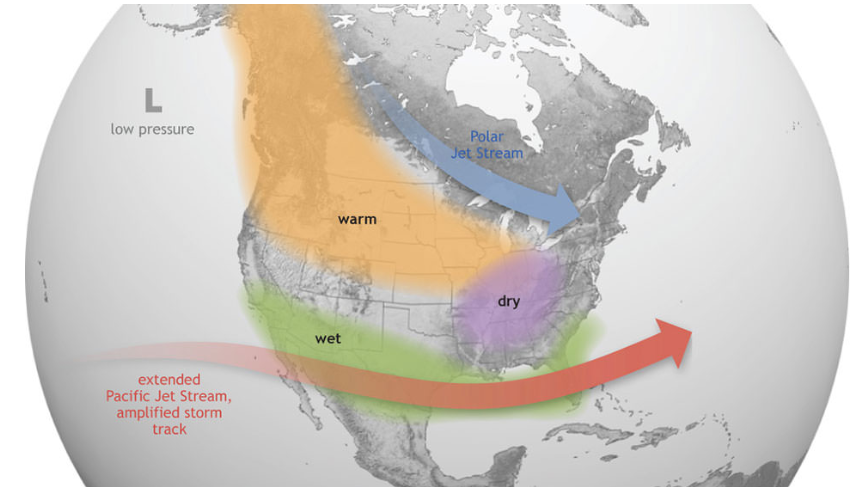 L
low pressure
Polar
Jet Stream
warm
dry
wet
extended
Pacific Jet Stream,
amplified storm
track